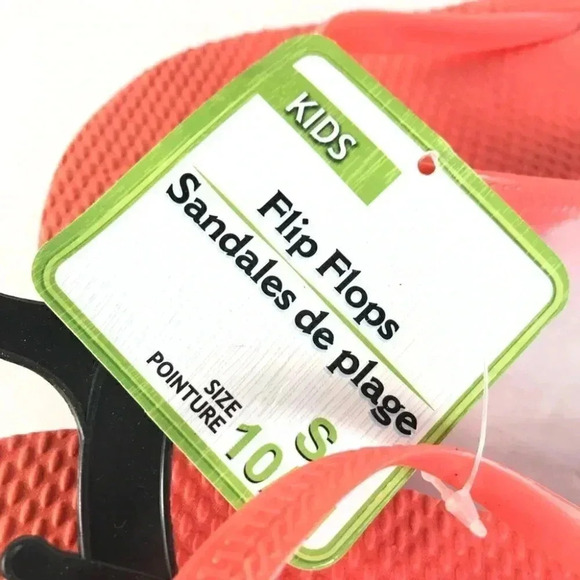 KIDS
Flip Flops
Sandales de plage
SIZE
POINTURE
S
10